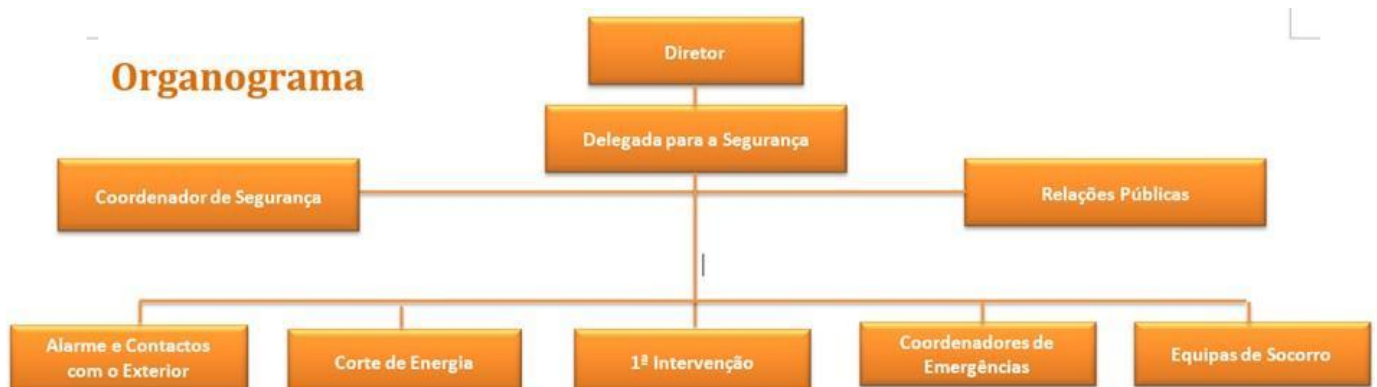 Organograma
Diretor
Delegada para a Segurança
Coordenador de Segurança
Relações Públicas
Alarme e Contactos
com o Exterior
Corte de Energia
1ª Intervenção
Coordenadores de
Emergências
Equipas de Socorro